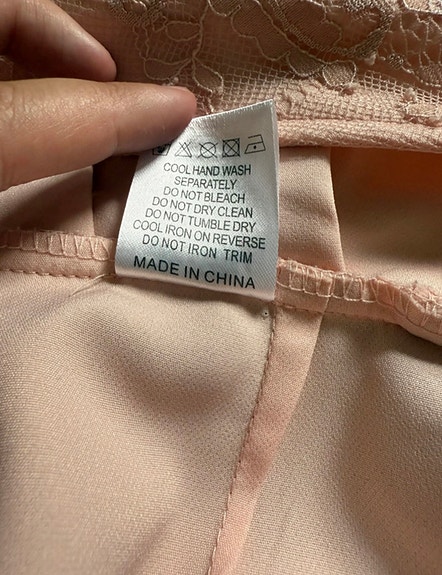 COOL HAND WASH
SEPARATELY
DO NOT BLEACH
DO NOT DRY CLEAN
DO NOT TUMBLE DRY
COOL IRON ON REVERSE
DO NOT IRON TRIM
MADE IN CHINA